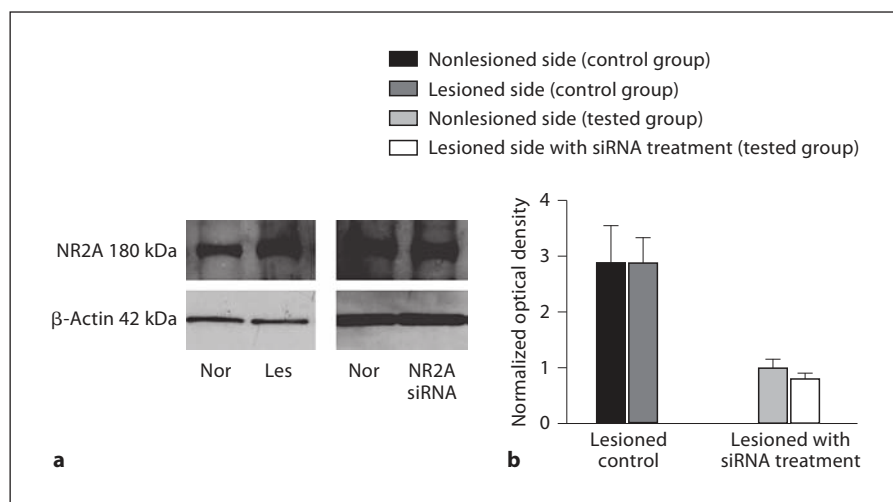 Nonlesioned side (control group)
Lesioned side (control group)
Nonlesioned side (tested group)
Lesioned side with siRNA treatment (tested group)
NR2A 180 kDa
β-Actin 42 kDa
Nor Les Nor NR2A
siRNA
a
Normalized optical density
4
3
2
1
0
Lesioned
control
Lesioned with
siRNA treatment
b